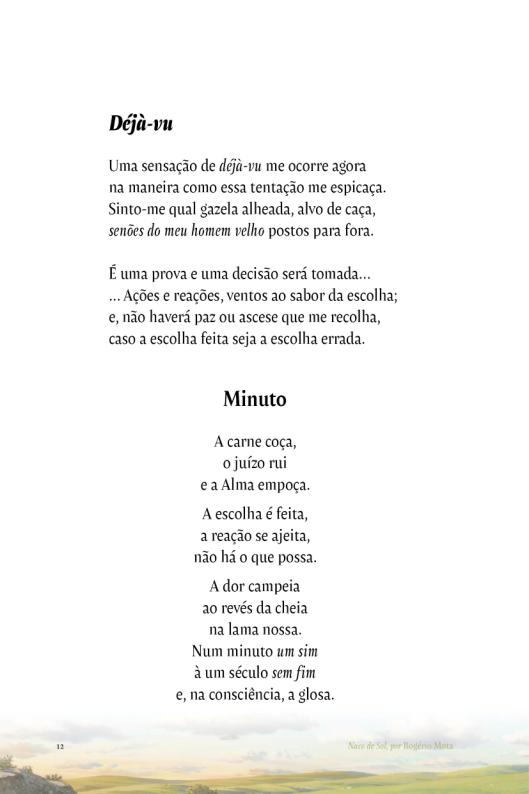 Déjà-vu
Uma sensação de déjà-vu me ocorre agora
na maneira como essa tentação me espicaça.
Sinto-me qual gazela alheada, alvo de caça,
senões do meu homem velho postos para fora.
É uma prova e uma decisão será tomada...
... Ações e reações, ventos ao sabor da escolha;
e, não haverá paz ou ascese que me recolha,
caso a escolha feita seja a escolha errada.
Minuto
A carne coça,
o juízo rui
e a Alma empoça.
A escolha é feita,
a reação se ajeita,
não há o que possa.
A dor campeia
ao revés da cheia
na lama nossa.
Num minuto um sim
à um século sem fim
e, na consciência, a glosa.
12
Naco de Sol, por Rogério Mota